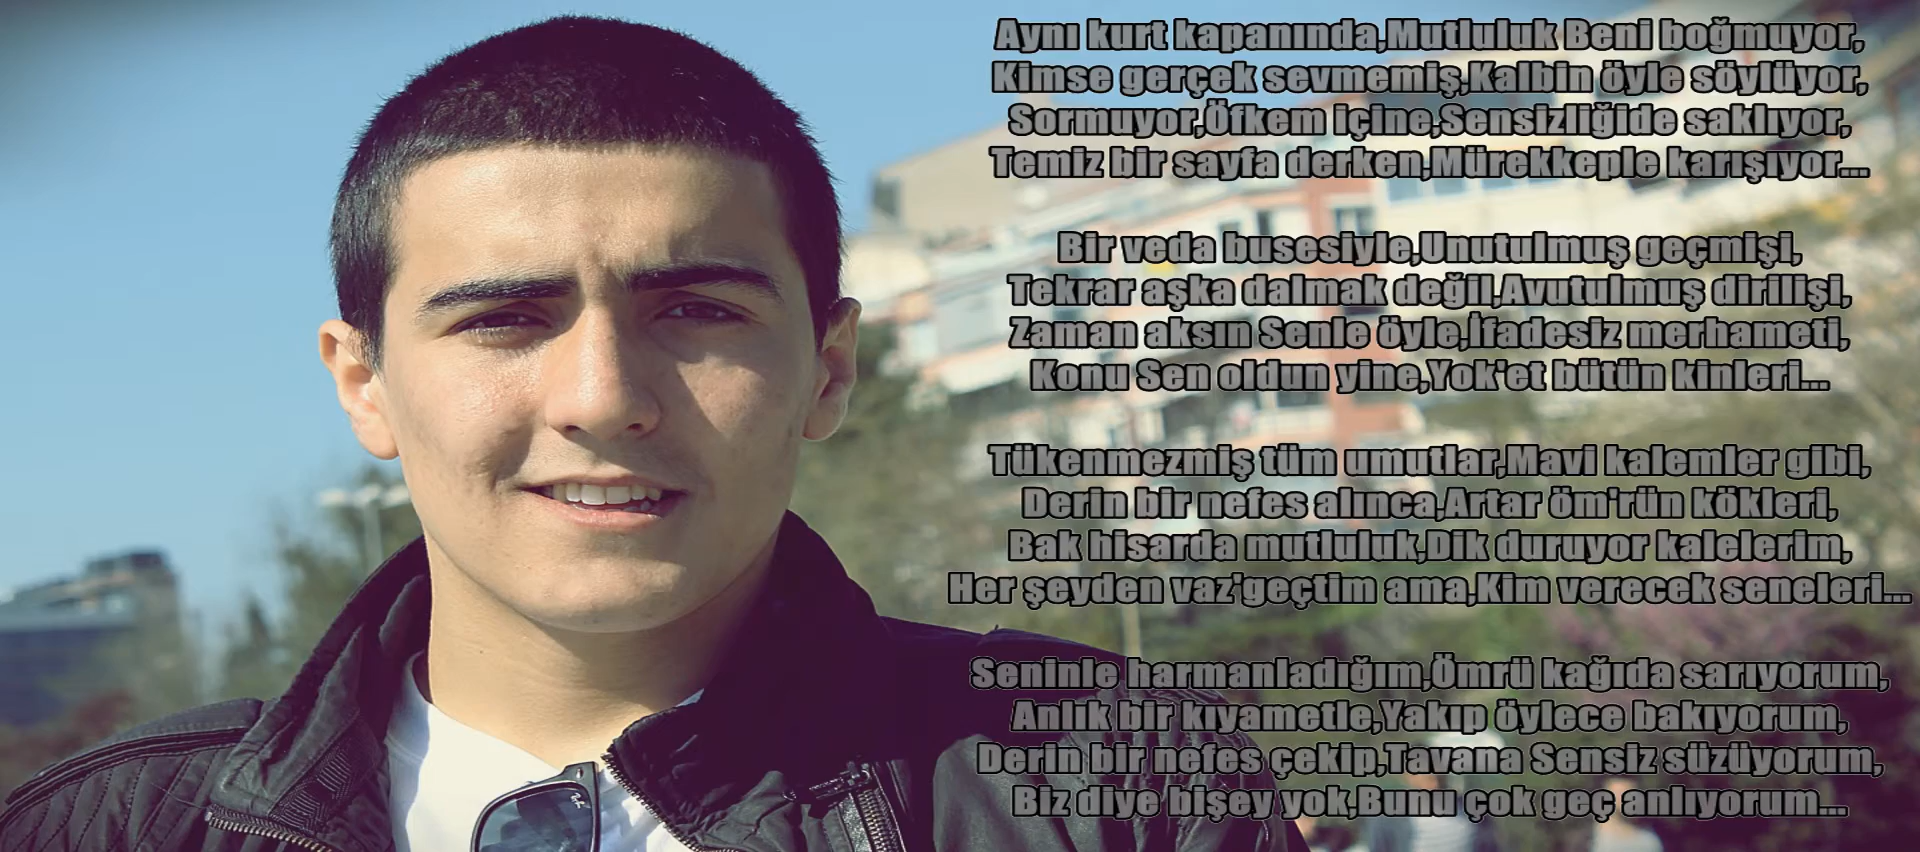 Aynı kurt kapanında,Mutluluk Beni boğmuyor,
Kimse gerçek sevmemiş,Kalbin öyle söylüyor,
Sormuyor,Öfkem içine,Sensizliğide saklıyor,
Temiz bir sayfa derken,Mürekkeple karışıyor...
Bir veda busesiyle,Unutulmuş geçmişi,
Tekrar aşka dalmak değil,Avutulmuş dirilişi,
Zaman aksın Senle öyle,İfadesiz merhameti,
Konu Sen oldun yine,Yok'et bütün kinleri...
Tükenmezmiş tüm umutlar,Mavi kalemler gibi,
Derin bir nefes alınca,Artar öm'rün kökleri,
Bak hisarda mutluluk,Dik duruyor kalelerim,
Her şeyden vaz'geçtim ama,Kim verecek seneleri...
Seninle harmanladığım,Ömrü kağıda sarıyorum,
Anlık bir kıyametle,Yakıp öylece bakıyorum,
Derin bir nefes çekip,Tavana Sensiz süzüyorum,
Biz diye bişey yok,Bunu çok geç anlıyorum...
Ray-Ban